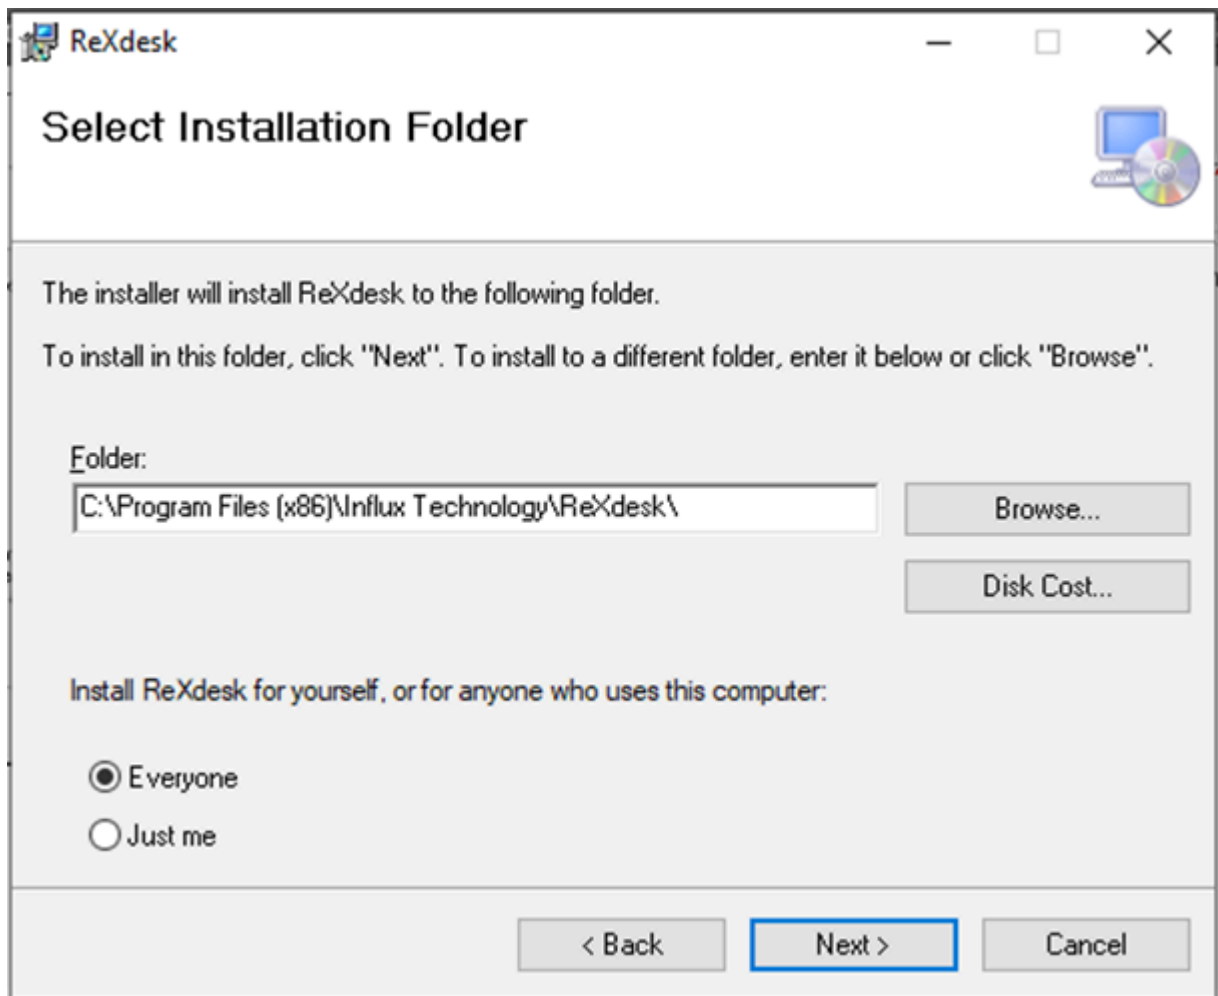 ReXdesk
Select Installation Folder
The installer will install ReXdesk to the following folder.
To install in this folder, click "Next". To install to a different folder, enter it below or click "Browse".
Folder:
C:\Program Files (x86)\Influx Technology\ReXdesk\
Browse...
Disk Cost...
Install ReXdesk for yourself, or for anyone who uses this computer:
Everyone
Just me
< Back
Next >
Cancel